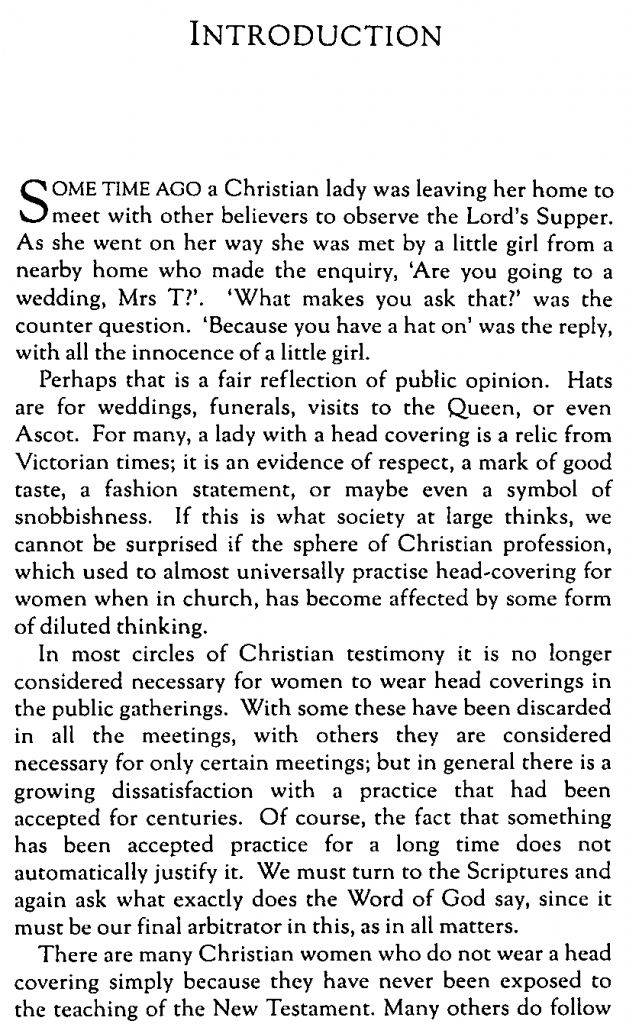 INTRODUCTION
SOME TIME AGO a Christian lady was leaving her home to
meet with other believers to observe the Lord's Supper.
As she went on her way she was met by a little girl from a
nearby home who made the enquiry, 'Are you going to a
wedding, Mrs T?'. 'What makes you ask that?' was the
counter question. 'Because you have a hat on' was the reply,
with all the innocence of a little girl.
Perhaps that is a fair reflection of public opinion. Hats
are for weddings, funerals, visits to the Queen, or even
Ascot. For many, a lady with a head covering is a relic from
Victorian times; it is an evidence of respect, a mark of good
taste, a fashion statement, or maybe even a symbol of
snobbishness. If this is what society at large thinks, we
cannot be surprised if the sphere of Christian profession,
which used to almost universally practise head-covering for
women when in church, has become affected by some form
of diluted thinking.
In most circles of Christian testimony it is no longer
considered necessary for women to wear head coverings in
the public gatherings. With some these have been discarded
in all the meetings, with others they are considered
necessary for only certain meetings; but in general there is a
growing dissatisfaction with a practice that had been
accepted for centuries. Of course, the fact that something
has been accepted practice for a long time does not
automatically justify it. We must turn to the Scriptures and
again ask what exactly does the Word of God say, since it
must be our final arbitrator in this, as in all matters.
There are many Christian women who do not wear a head
covering simply because they have never been exposed to
the teaching of the New Testament. Many others do follow